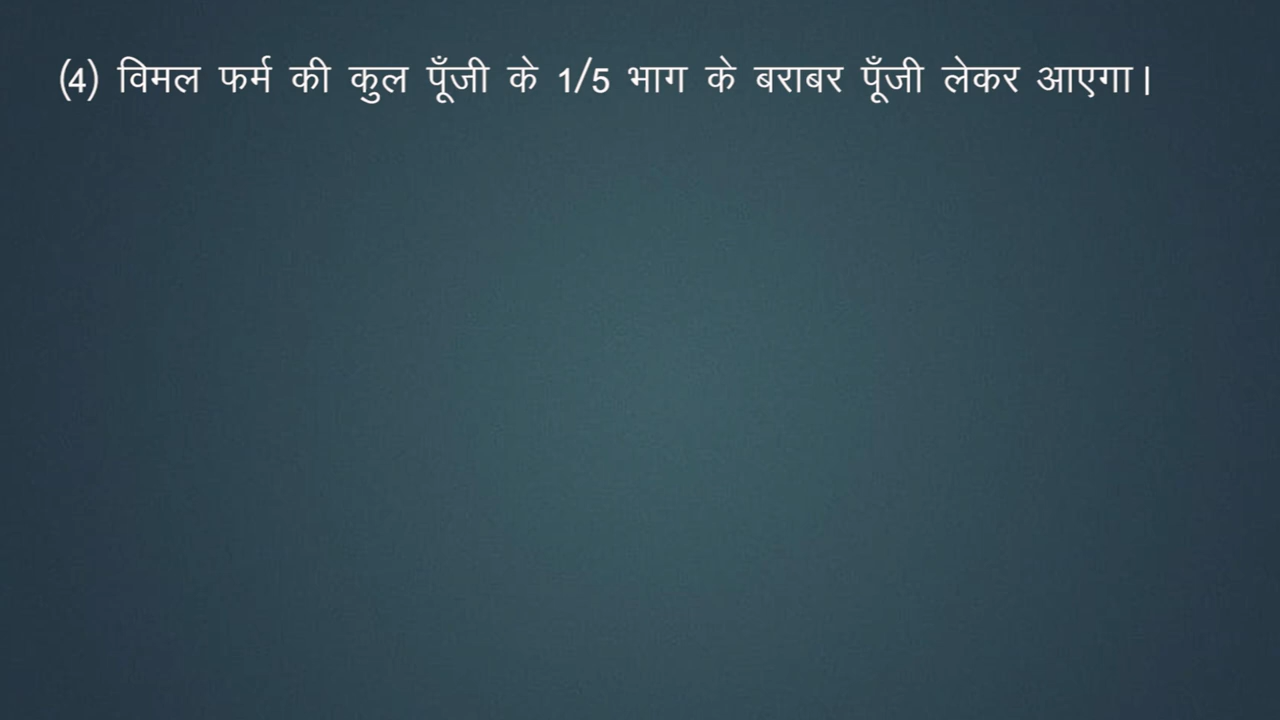 (4) विमल फर्म की कुल पूँजी के 1/5 भाग के बराबर पूँजी लेकर आएगा।